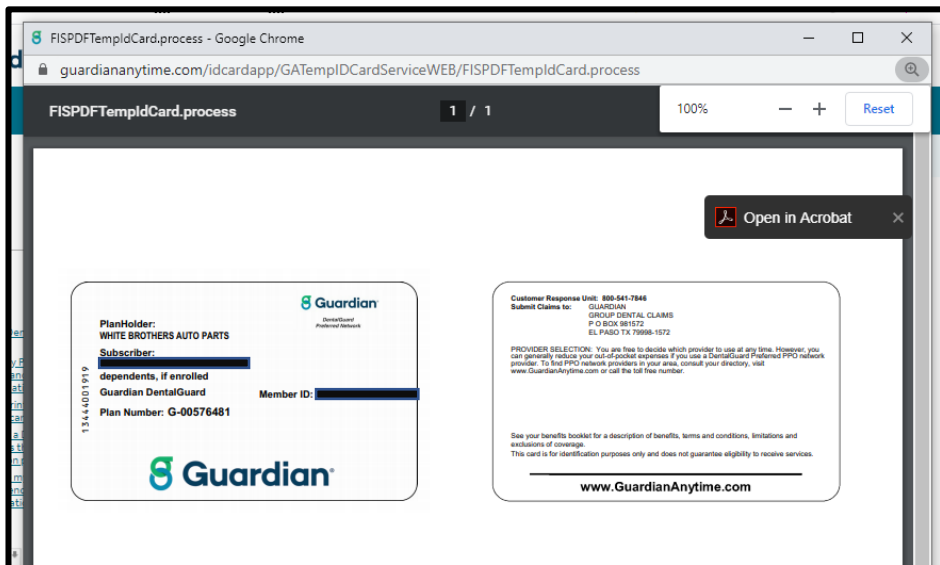 FISPDFTempIdCard.process - Google Chrome
guardiananytime.com/idcardapp/GATempIDCardServiceWEB/FISPDFTempIdCard.process
FISPDFTempIdCard.process
1 / 1
100%
Reset
Open in Acrobat
Guardian
DentalGuard
Preferred Network
PlanHolder:
WHITE BROTHERS AUTO PARTS
Subscriber:
dependents, if enrolled
Guardian DentalGuard
Member ID:
Plan Number: G-00576481
13444001919
Guardian
Customer Response Unit: 800-541-7846
Submit Claims to: GUARDIAN
GROUP DENTAL CLAIMS
P O BOX 981572
EL PASO TX 79998-1572
PROVIDER SELECTION: You are free to decide which provider to use at any time. However, you
can generally reduce your out-of-pocket expenses if you use a DentalGuard Preferred PPO network
provider. To find PPO network providers in your area, consult your directory, visit
www.GuardianAnytime.com or call the toll free number.
See your benefits booklet for a description of benefits, terms and conditions, limitations and
exclusions of coverage.
This card is for identification purposes only and does not guarantee eligibility to receive services.
www.GuardianAnytime.com